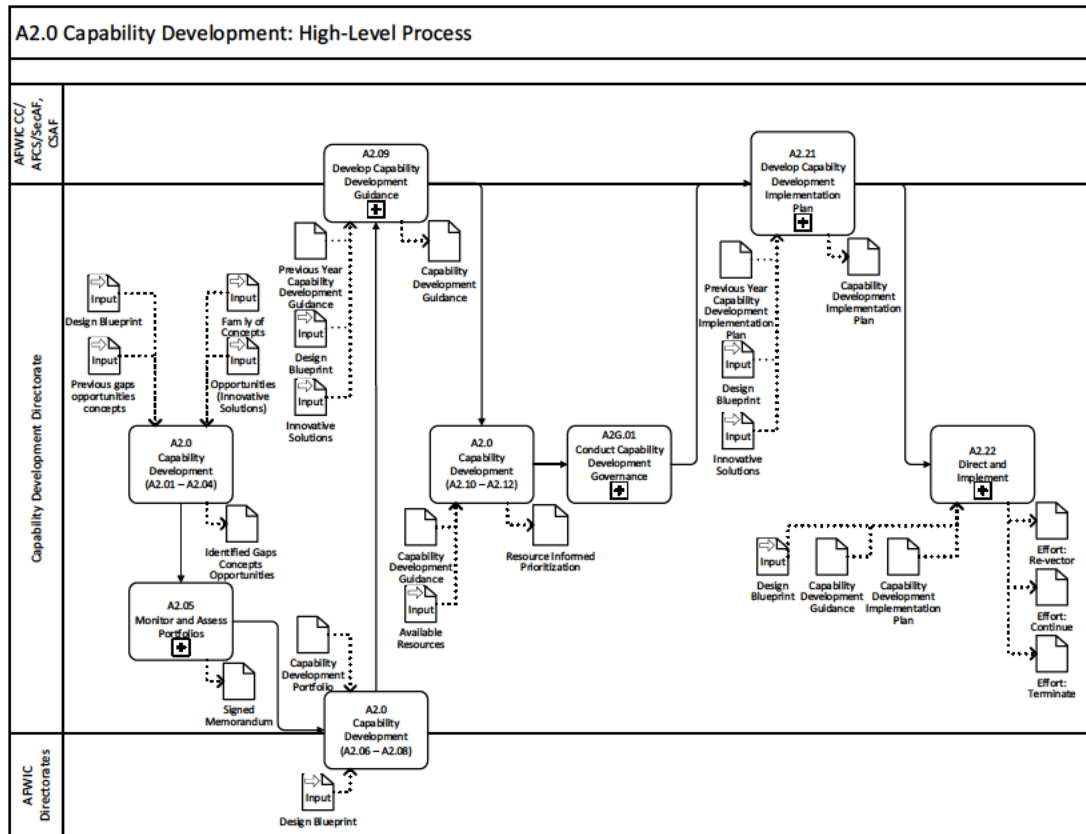 A2.0 Capability Development: High-Level Process
AFWIC CC/
AFCS/SecAF,
CSAF
A2.09
Develop Capability
Development
Guidance
A2.21
Develop Capability
Development
Implementation
Plan
Capability Development Directorate
Input
Design Blueprint
Input
Previous gaps
opportunities
concepts
Input
Family of
Concepts
Input
Opportunities
(Innovative
Solutions)
Previous Year
Capability
Development
Guidance
Input
Design
Blueprint
Input
Innovative
Solutions
Capability
Development
Guidance
Previous Year
Capability
Development
Implementation
Plan
Input
Design
Blueprint
Input
Innovative
Solutions
Capability
Development
Implementation
Plan
A2.0
Capability
Development
(A2.01 – A2.04)
Identified Gaps
Concepts
Opportunities
A2.0
Capability
Development
(A2.10 – A2.12)
A2G.01
Conduct Capability
Development
Governance
A2.22
Direct and
Implement
Capability
Development
Guidance
Input
Available
Resources
Resource Informed
Prioritization
Input
Design
Blueprint
Capability
Development
Guidance
Capability
Development
Implementation
Plan
Effort:
Re-vector
Effort:
Continue
Effort:
Terminate
A2.05
Monitor and Assess
Portfolios
Signed
Memorandum
Capability
Development
Portfolio
A2.0
Capability
Development
(A2.06 – A2.08)
AFWIC
Directorates
Input
Design Blueprint